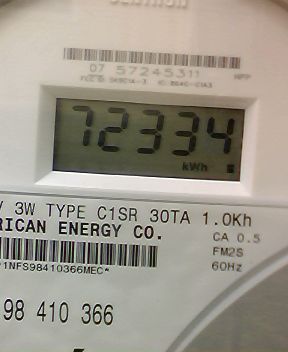 07 57245311
72334
kWh
V 3W TYPE C1SR 30TA 1.0Kh
RICAN ENERGY CO.
CA 0.5
FM2S
60Hz
1NFS98410366MEC*
98 410 366